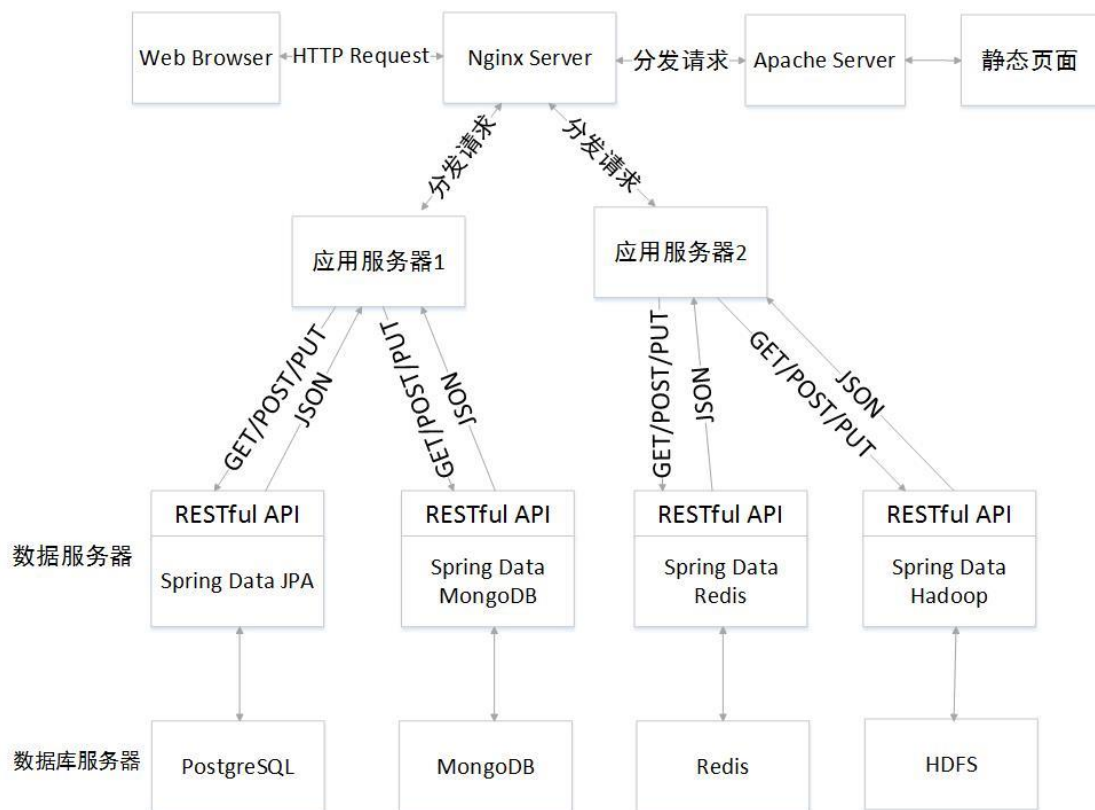 Web Browser
HTTP Request
Nginx Server
分发请求
Apache Server
静态页面
分发请求
分发请求
应用服务器1
应用服务器2
GET/POST/PUT
JSON
GET/POST/PUT
JSON
GET/POST/PUT
JSON
GET/POST/PUT
JSON
数据服务器
RESTful API
Spring Data JPA
RESTful API
Spring Data
MongoDB
RESTful API
Spring Data
Redis
RESTful API
Spring Data
Hadoop
数据库服务器
PostgreSQL
MongoDB
Redis
HDFS